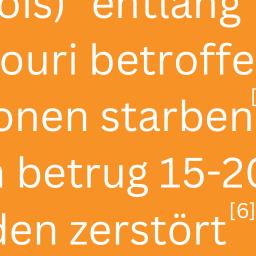 ois) entlang
ouri betroffe
onen starben[
betrug 15-20
den zerstört[6]